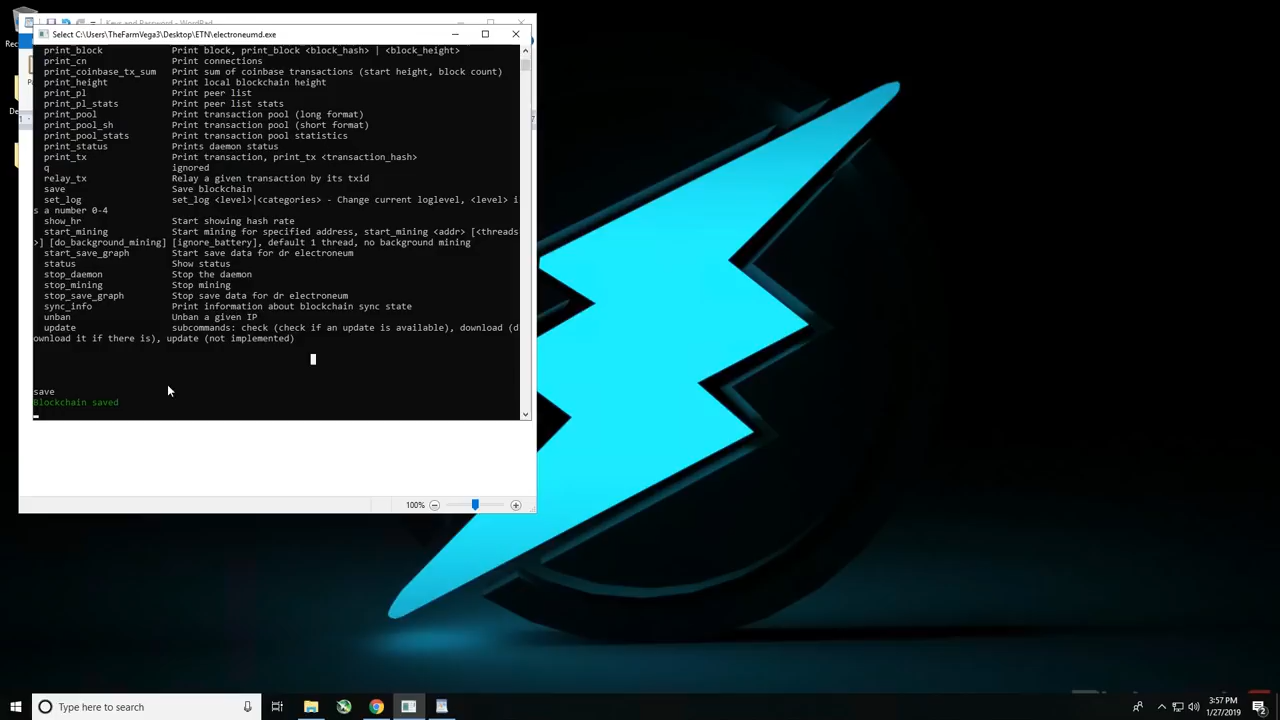 Keys and Password - WordPad
Select C:\Users\TheFarmVega3\Desktop\ETN\electroneumd.exe
print_block Print block, print_block <block_hash> | <block_height>
print_cn Print connections
print_coinbase_tx_sum Print sum of coinbase transactions (start height, block count)
print_height Print local blockchain height
print_pl Print peer list
print_pl_stats Print peer list stats
print_pool Print transaction pool (long format)
print_pool_sh Print transaction pool (short format)
print_pool_stats Print transaction pool statistics
print_status Prints daemon status
print_tx Print transaction, print_tx <transaction_hash>
q ignored
relay_tx Relay a given transaction by its txid
save Save blockchain
set_log set_log <level>|<categories> - Change current loglevel, <level> i
s a number 0-4
show_hr Start showing hash rate
start_mining Start mining for specified address, start_mining <addr> [<threads
>] [do_background_mining] [ignore_battery], default 1 thread, no background mining
start_save_graph Start save data for dr electroneum
status Show status
stop_daemon Stop the daemon
stop_mining Stop mining
stop_save_graph Stop save data for dr electroneum
sync_info Print information about blockchain sync state
unban Unban a given IP
update subcommands: check (check if an update is available), download (d
ownload it if there is), update (not implemented)
save
Blockchain saved
100%
Type here to search
3:57 PM
1/27/2019
2